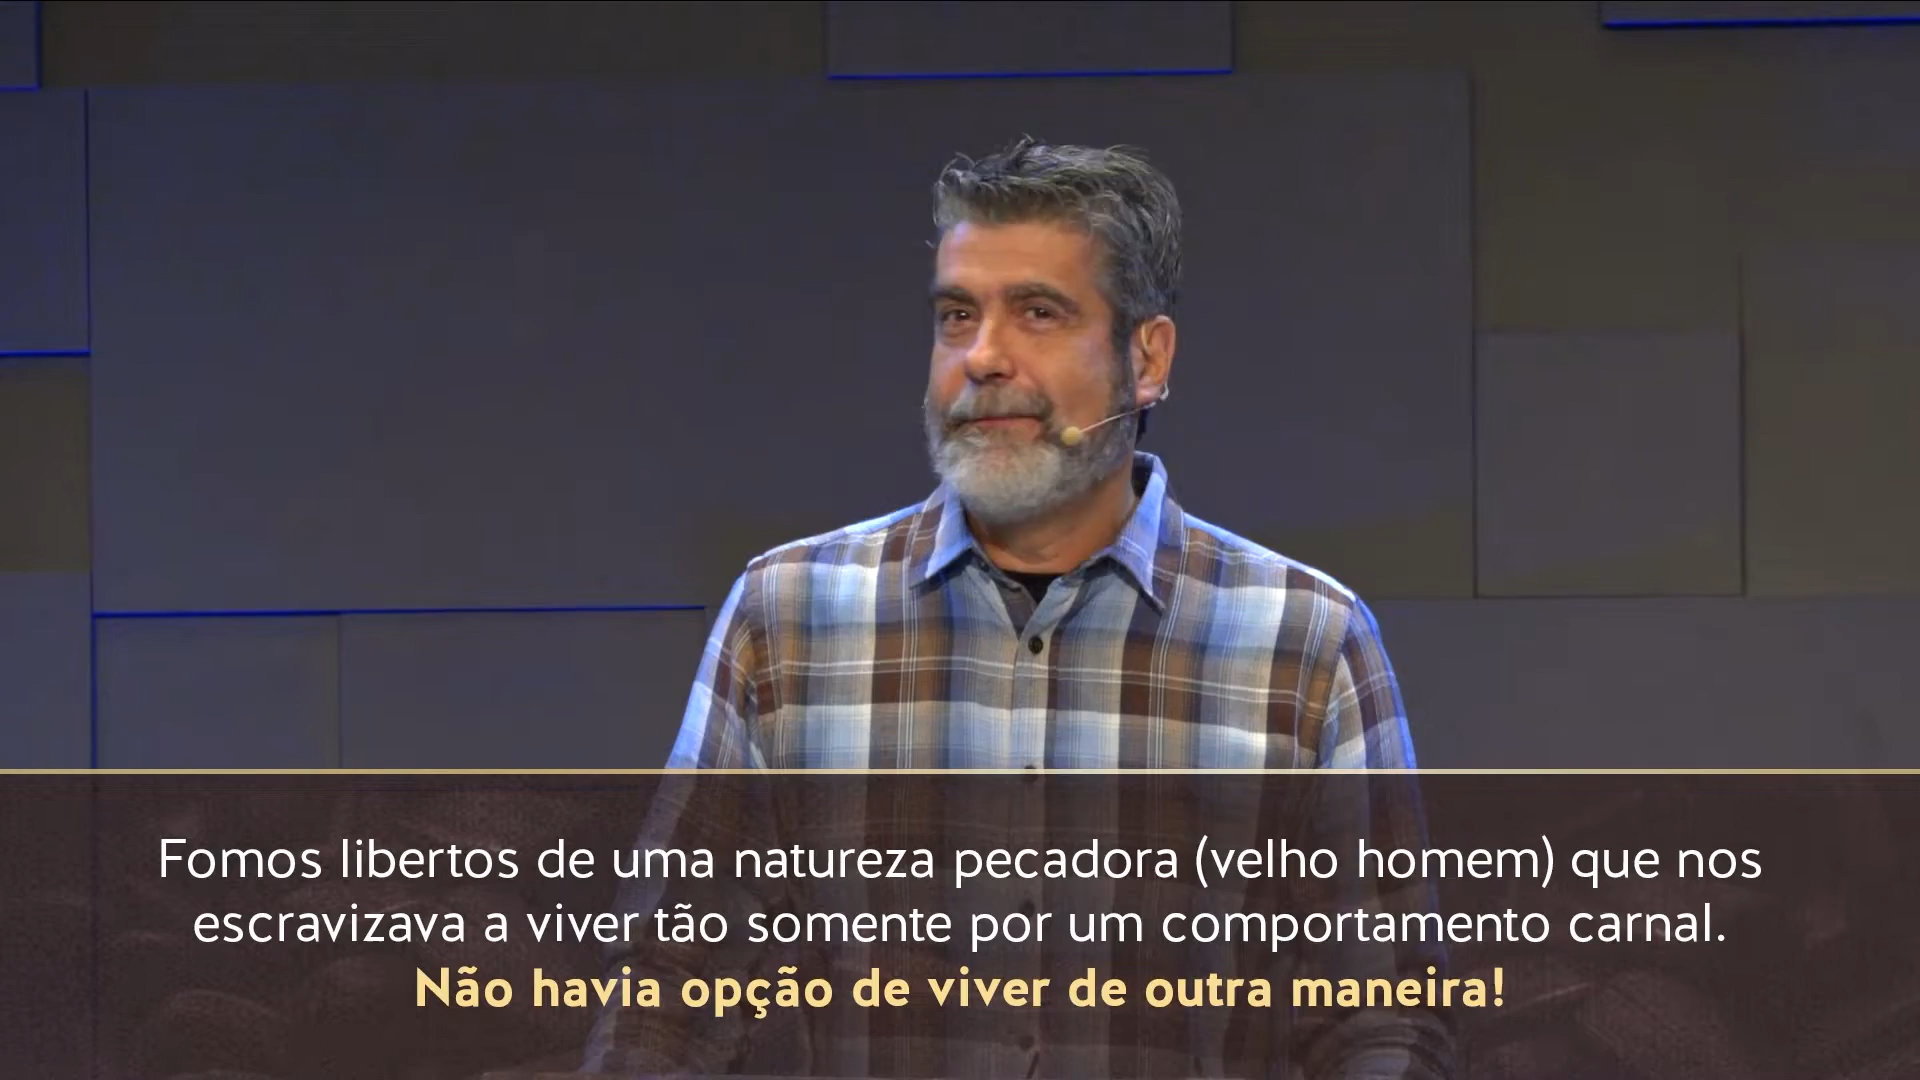 Fomos libertos de uma natureza pecadora (velho homem) que nos
escravizava a viver tão somente por um comportamento carnal.
Não havia opção de viver de outra maneira!